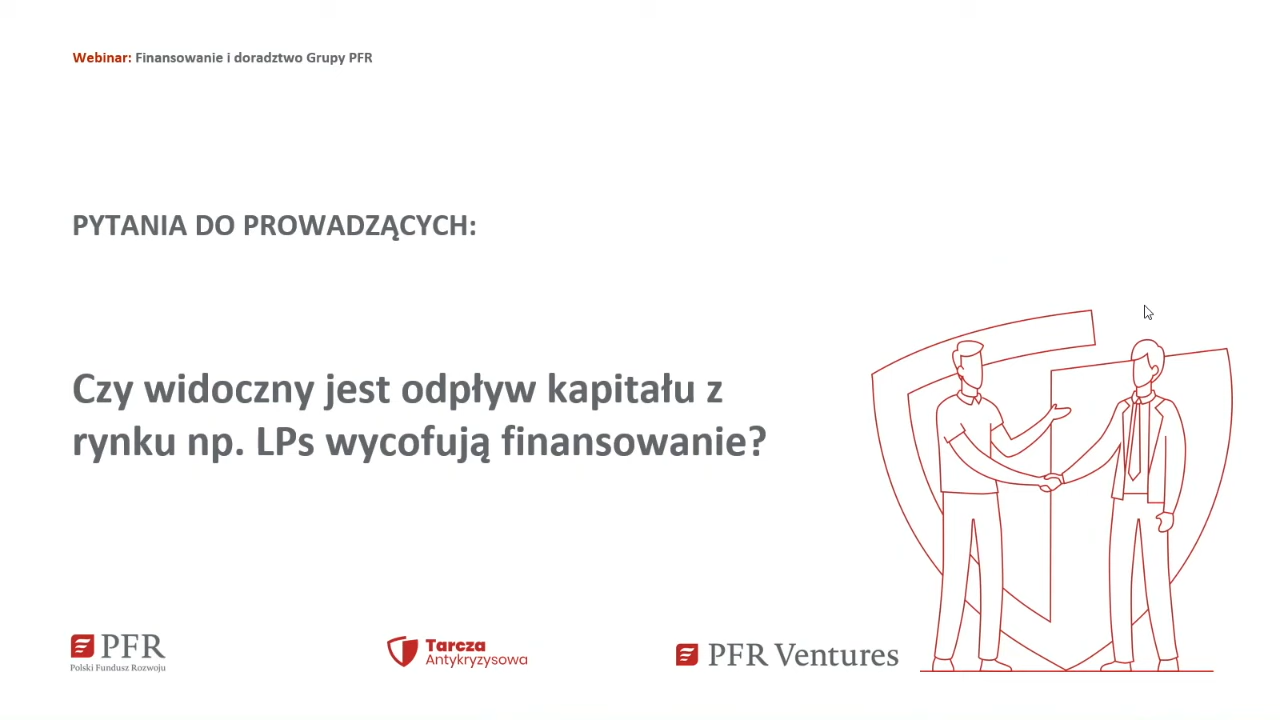 Webinar: Finansowanie i doradztwo Grupy PFR
PYTANIA DO PROWADZĄCYCH:
Czy widoczny jest odpływ kapitału z
rynku np. LPs wycofują finansowanie?
PFR
Polski Fundusz Rozwoju
Tarcza
Antykryzysowa
PFR Ventures